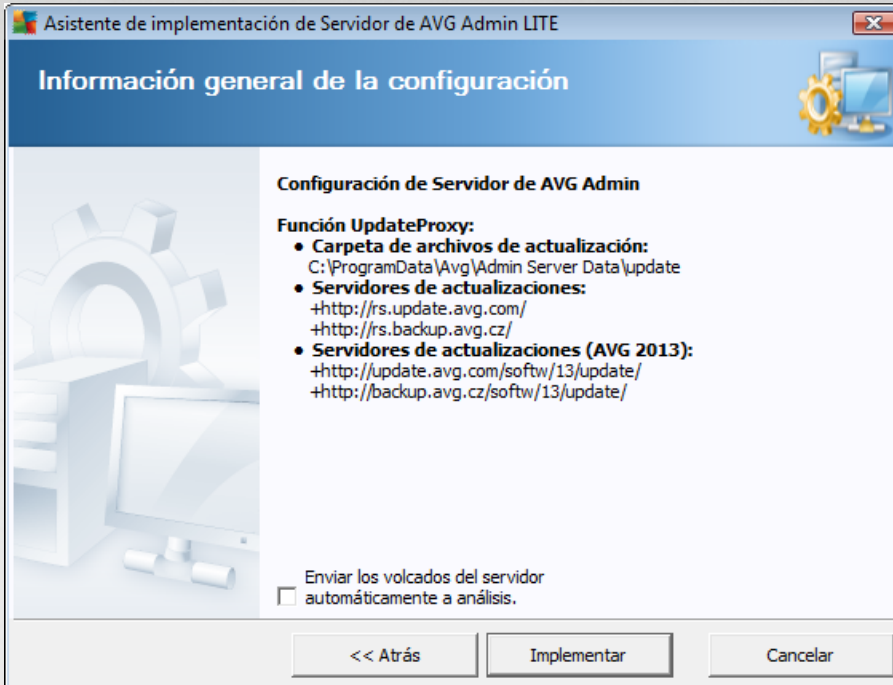 Asistente de implementación de Servidor de AVG Admin LITE
Información general de la configuración
Configuración de Servidor de AVG Admin
Función UpdateProxy:
• Carpeta de archivos de actualización:
C:\ProgramData\Avg\Admin Server Data\update
• Servidores de actualizaciones:
+http://rs.update.avg.com/
+http://rs.backup.avg.cz/
• Servidores de actualizaciones (AVG 2013):
+http://update.avg.com/softw/13/update/
+http://backup.avg.cz/softw/13/update/
Enviar los volcados del servidor
automáticamente a análisis.
<< Atrás
Implementar
Cancelar